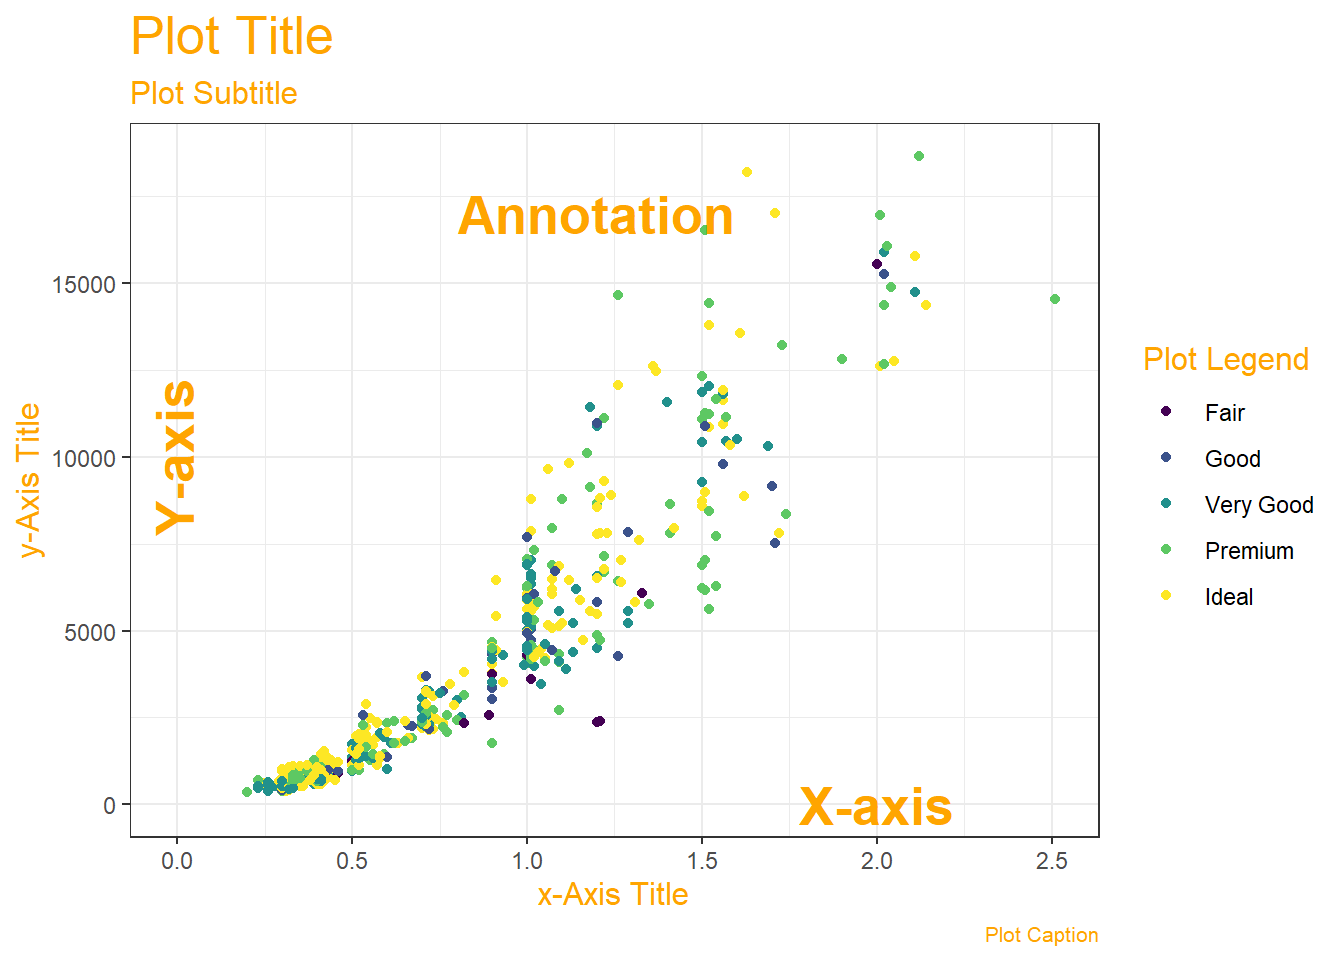 Plot Title
Plot Subtitle
Annotation
15000
10000
5000
0
y-Axis Title
Y-axis
X-axis
0.0 0.5 1.0 1.5 2.0 2.5
x-Axis Title
Plot Caption
Plot Legend
Fair
Good
Very Good
Premium
Ideal